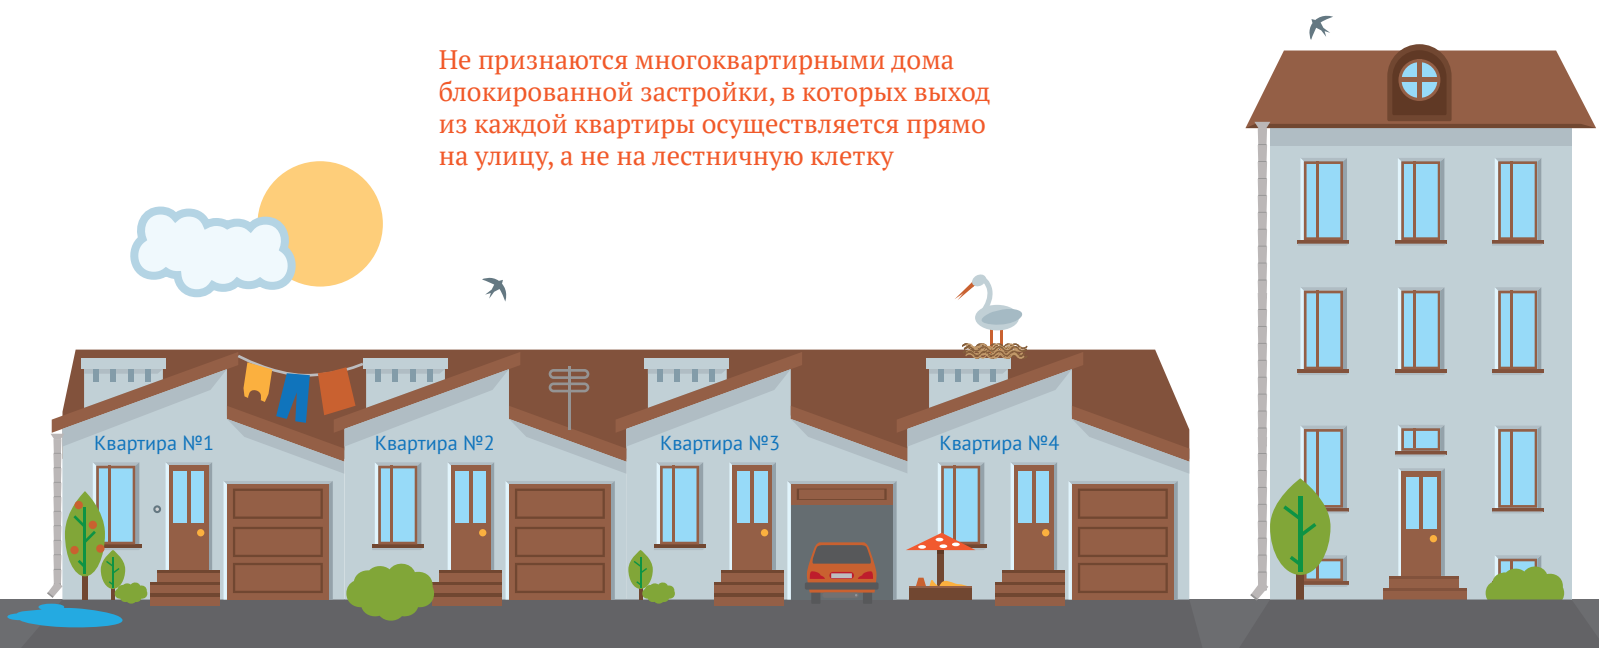 Не признаются многоквартирными дома
блокированной застройки, в которых выход
из каждой квартиры осуществляется прямо
на улицу, а не на лестничную клетку
Квартира №1
Квартира №2
Квартира №3
Квартира №4